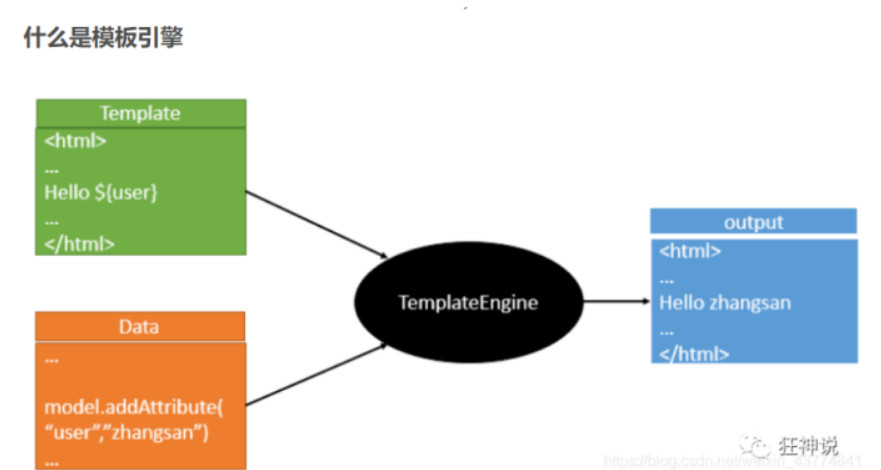 什么是模板引擎
Template
<html>
...
Hello ${user}
...
</html>
Data
...
model.addAttribute(
“user”,”zhangsan”)
...
TemplateEngine
output
<html>
...
Hello zhangsan
...
</html>
狂神说
https://blog.csdn.net/weixin_43774841